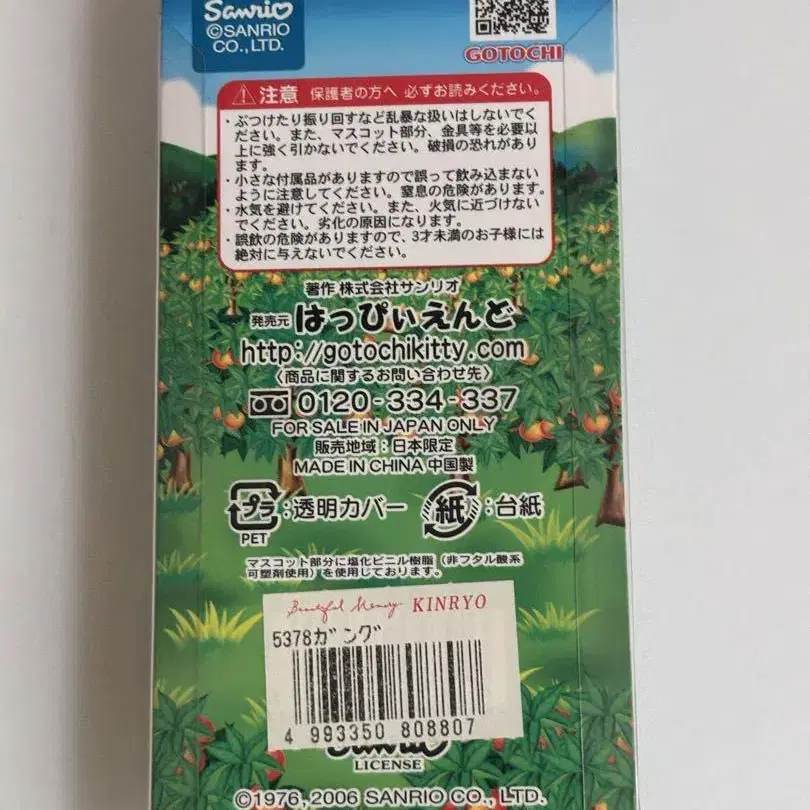 Sanrio
©SANRIO
CO., LTD.
GOTOCHI
注意 保護者の方へ 必ずお読みください。
・ぶつけたり振り回すなど乱暴な扱いはしないでく
ださい。また、マスコット部分、金具等を必要以
上に強く引かないでください。破損の恐れがあり
ます。
・小さな付属品がありますので誤って飲み込まない
ように注意してください。窒息の危険があります。
・水気を避けてください。また、火気に近づけない
でください。劣化の原因になります。
・誤飲の危険がありますので、3才未満のお子様には
絶対に与えないでください。
著作 株式会社サンリオ
発売元 はっぴぃえんど
http://gotochikitty.com
〈商品に関するお問い合わせ先〉
0120-334-337
FOR SALE IN JAPAN ONLY
販売地域：日本限定
MADE IN CHINA 中国製
プラ：透明カバー 紙：台紙
PET
マスコット部分に塩化ビニル樹脂（非フタル酸系
可塑剤使用）を使用しております。
Beautiful Memory KINRYO
5378ガング
4 993350 808807
Sanrio
LICENSE
©1976, 2006 SANRIO CO., LTD.